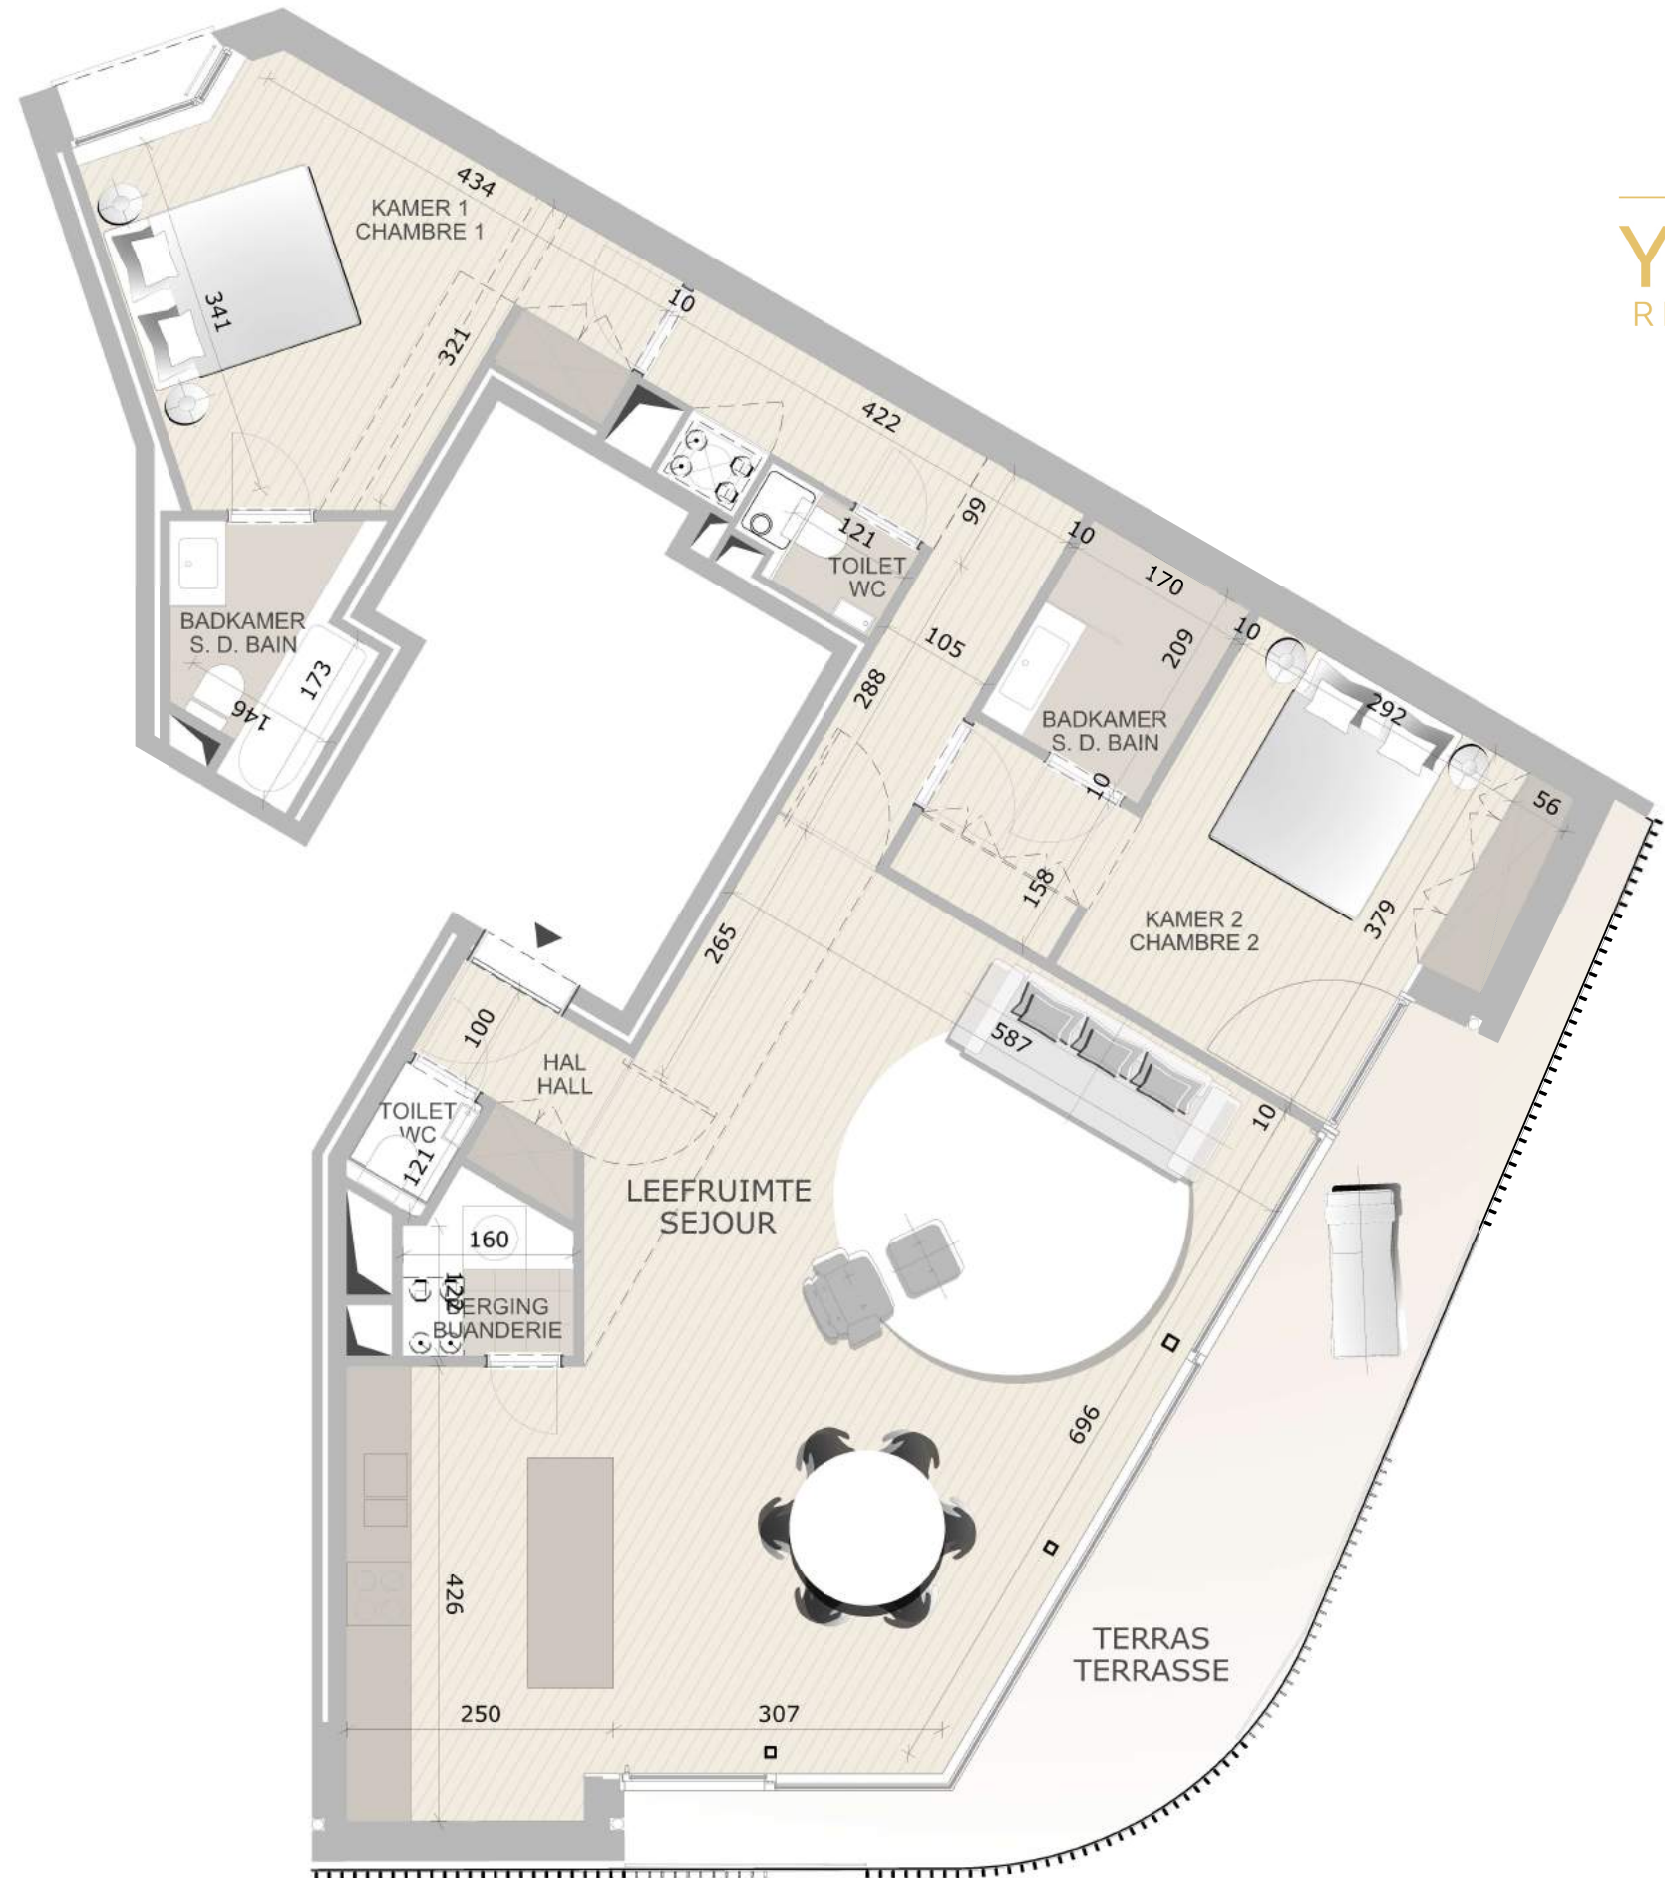 434
KAMER 1
CHAMBRE 1
Y
R
341
321
10
422
99
10
121
TOILET
WC
170
10
209
105
288
BADKAMER
S. D. BAIN
173
146
292
BADKAMER
S. D. BAIN
10
56
158
KAMER 2
CHAMBRE 2
379
265
100
587
HAL
HALL
10
TOILET
WC
121
LEEFRUIMTE
SEJOUR
160
122
BERGING
BUANDERIE
696
426
TERRAS
TERRASSE
250
307